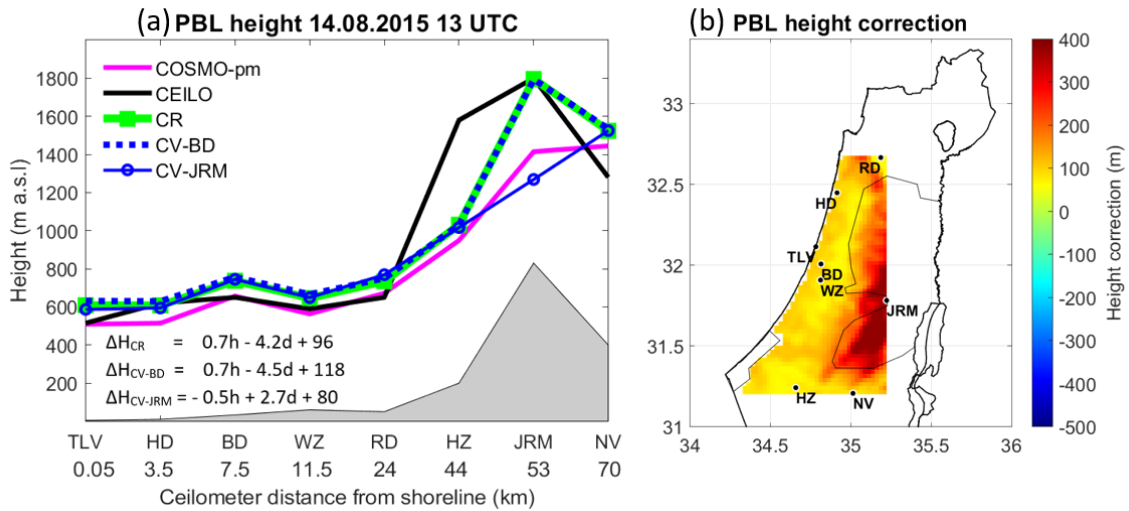 (a) PBL height 14.08.2015 13 UTC
Height (m a.s.l)
1800
1600
1400
1200
1000
800
600
400
200
COSMO-pm
CEILO
CR
CV-BD
CV-JRM
ΔHCR = 0.7h - 4.2d + 96
ΔHCV-BD = 0.7h - 4.5d + 118
ΔHCV-JRM = - 0.5h + 2.7d + 80
TLV HD BD WZ RD HZ JRM NV
0.05 3.5 7.5 11.5 24 44 53 70
Ceilometer distance from shoreline (km)
(b) PBL height correction
33
32.5
32
31.5
31
34 34.5 35 35.5 36
RD
HD
TLV
BD
WZ
JRM
HZ
NV
400
300
200
100
0
-100
-200
-300
-400
-500
Height correction (m)